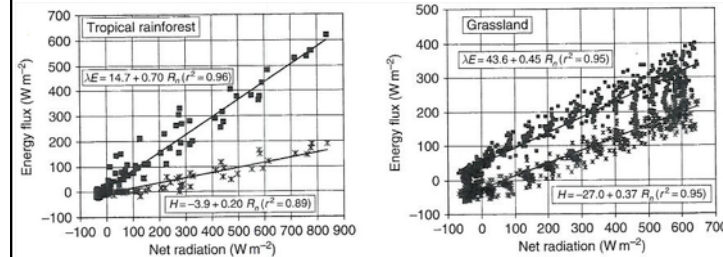 Tropical rainforest
λE = 14.7 + 0.70 Rn (r² = 0.96)
H = −3.9 + 0.20 Rn (r² = 0.89)
Energy flux (W m−2)
700
600
500
400
300
200
100
0
−100
−100 0 100 200 300 400 500 600 700 800 900
Net radiation (W m−2)
Grassland
λE = 43.6 + 0.45 Rn (r² = 0.95)
H = −27.0 + 0.37 Rn (r² = 0.95)
Energy flux (W m−2)
500
400
300
200
100
0
−100
−100 0 100 200 300 400 500 600 700
Net radiation (W m−2)